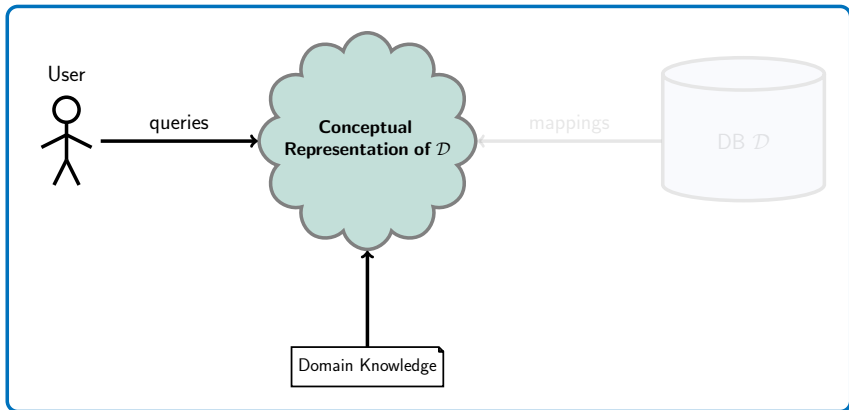 User
queries
Conceptual
Representation of 𝒟
mappings
DB 𝒟
Domain Knowledge